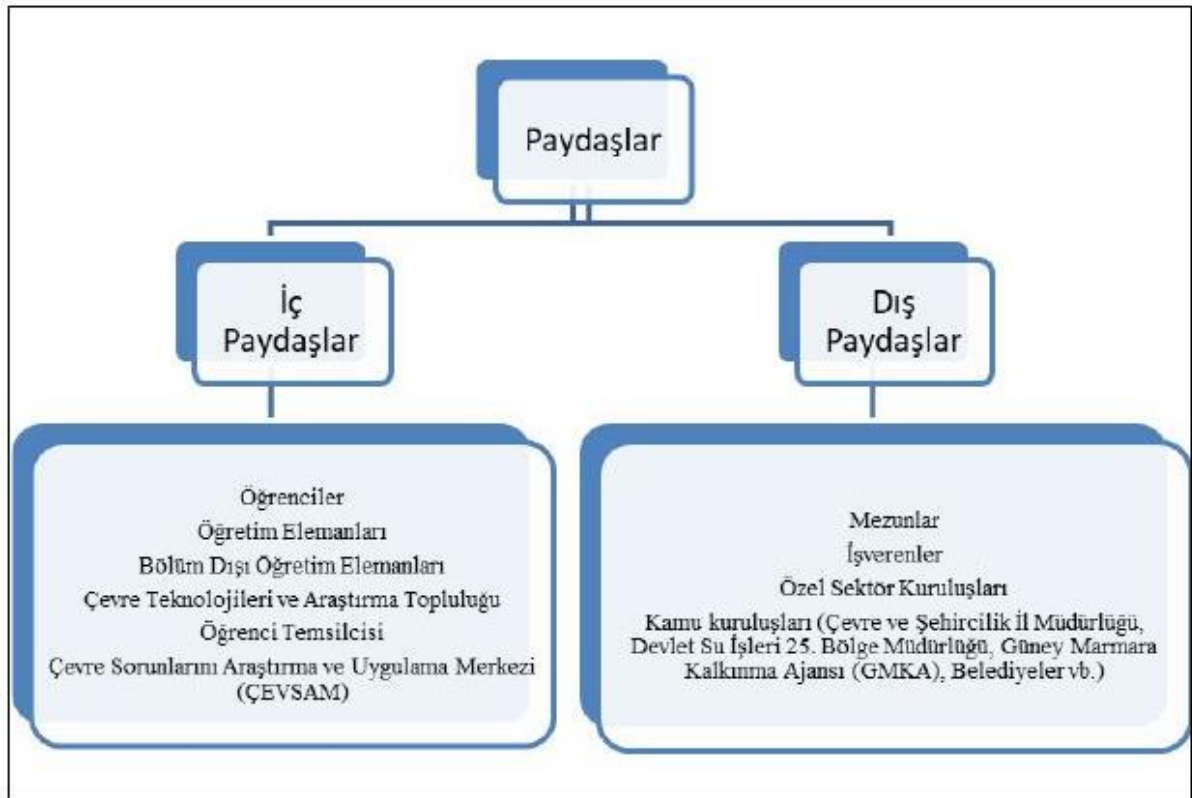 Paydaşlar
İç
Paydaşlar
Dış
Paydaşlar
Öğrenciler
Öğretim Elemanları
Bölüm Dışı Öğretim Elemanları
Çevre Teknolojileri ve Araştırma Topluluğu
Öğrenci Temsilcisi
Çevre Sorunlarını Araştırma ve Uygulama Merkezi
(ÇEVSAM)
Mezunlar
İşverenler
Özel Sektör Kuruluşları
Kamu kuruluşları (Çevre ve Şehircilik İl Müdürlüğü,
Devlet Su İşleri 25. Bölge Müdürlüğü, Güney Marmara
Kalkınma Ajansı (GMKA), Belediyeler vb.)